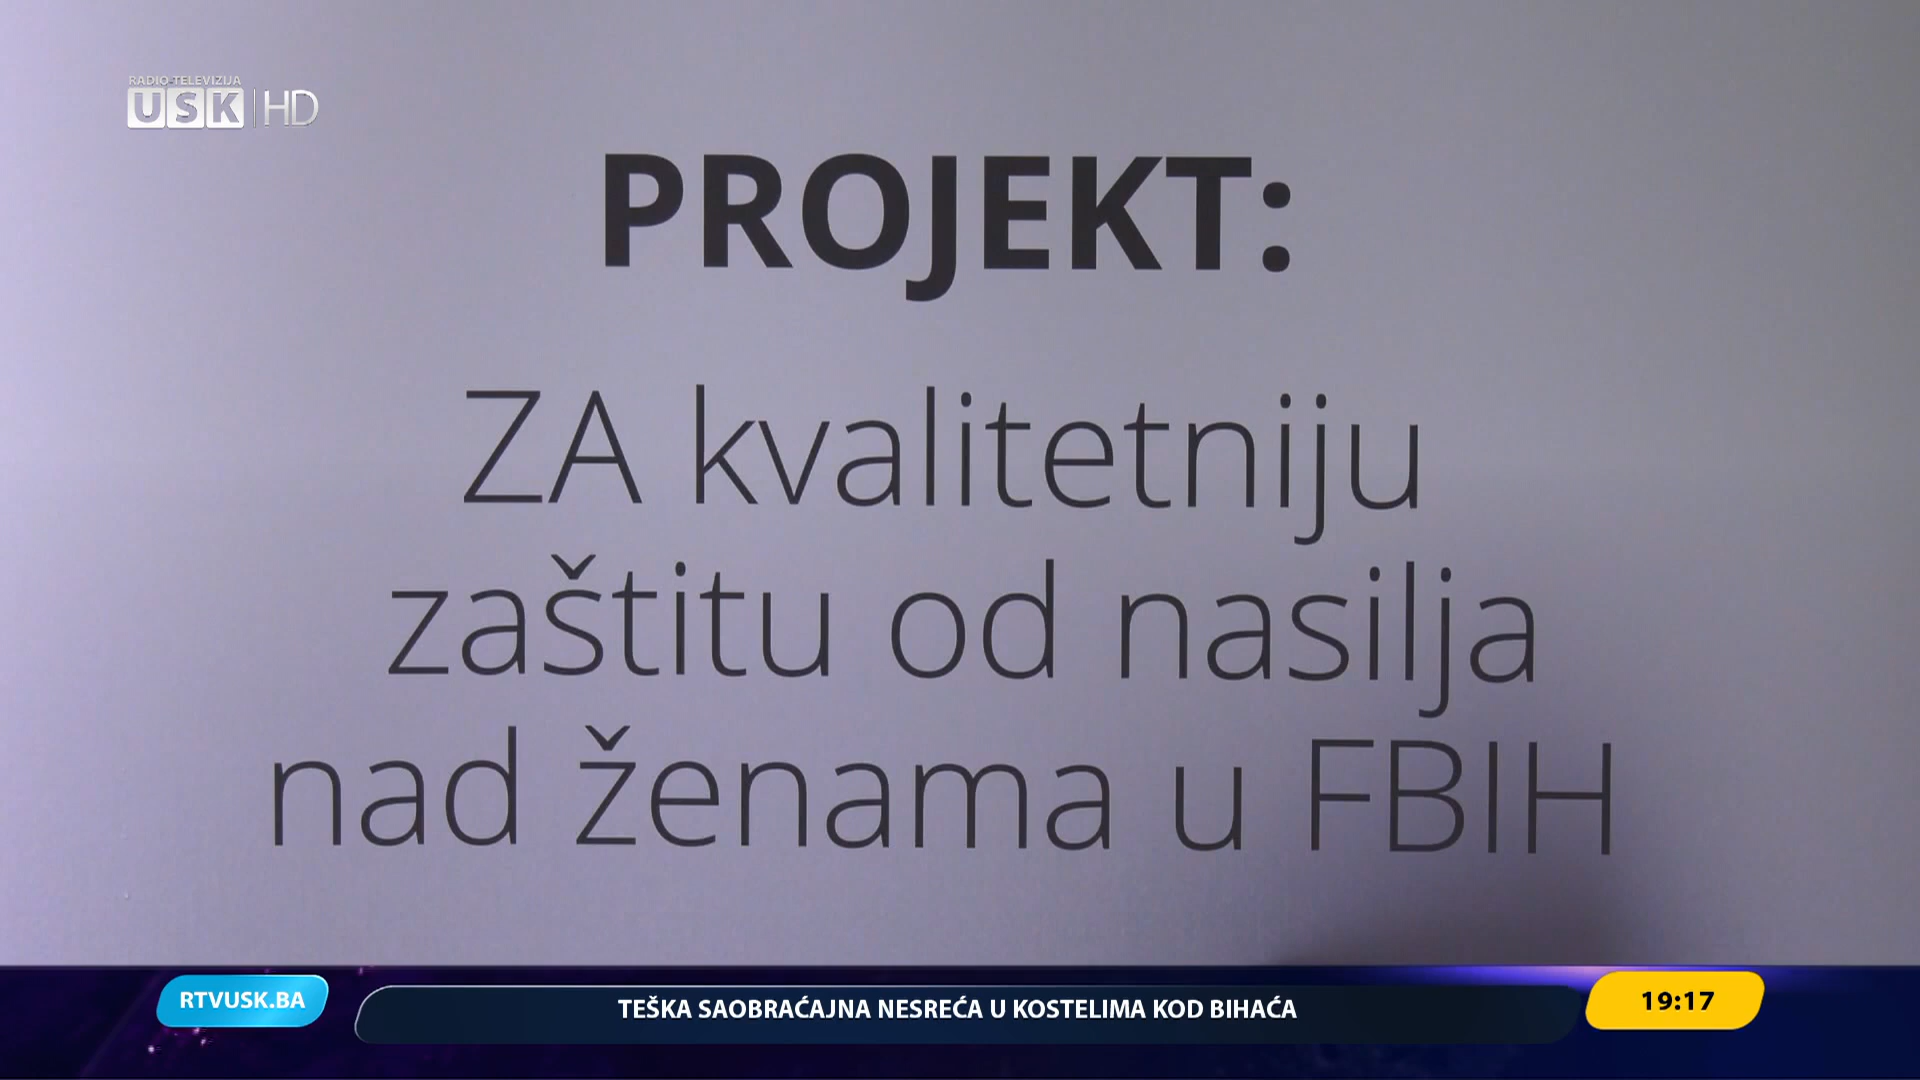 RADIO-TELEVIZIJA
USK HD
PROJEKT:
ZA kvalitetniju
zaštitu od nasilja
nad ženama u FBIH
RTVUSK.BA
TEŠKA SAOBRAĆAJNA NESREĆA U KOSTELIMA KOD BIHAĆA
19:17